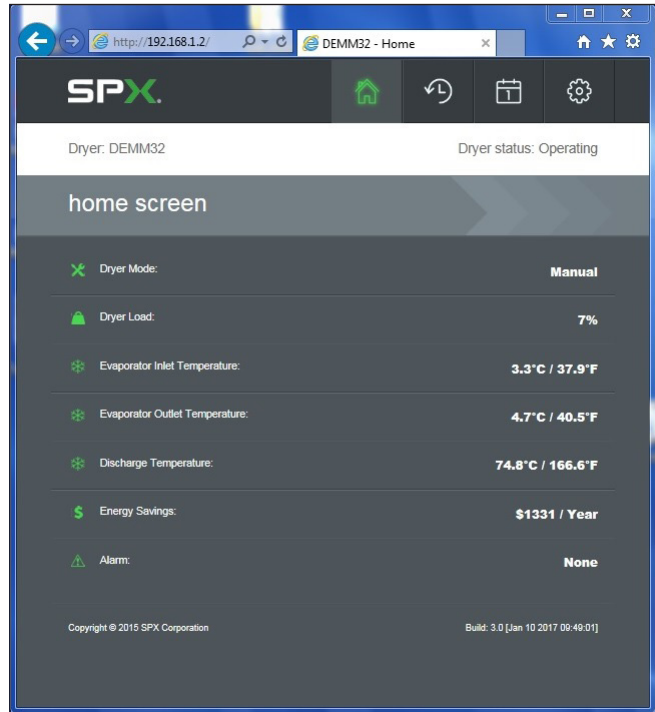 http://192.168.1.2/
DEMM32 - Home
SPX.
1
Dryer: DEMM32
Dryer status: Operating
home screen
Dryer Mode:
Manual
Dryer Load:
7%
Evaporator Inlet Temperature:
3.3°C / 37.9°F
Evaporator Outlet Temperature:
4.7°C / 40.5°F
Discharge Temperature:
74.8°C / 166.6°F
$ Energy Savings:
$1331 / Year
Alarm:
None
Copyright © 2015 SPX Corporation
Build: 3.0 [Jan 10 2017 09:49:01]